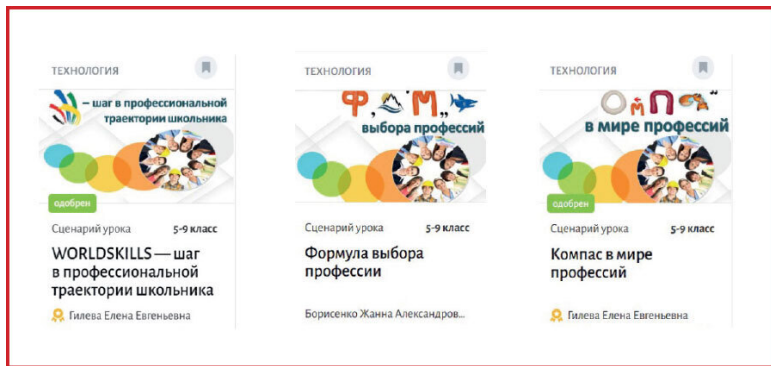 ТЕХНОЛОГИЯ
– шаг в профессиональной
траектории школьника
одобрен
Сценарий урока 5-9 класс
WORLDSKILLS — шаг
в профессиональной
траектории школьника
Гилева Елена Евгеньевна
ТЕХНОЛОГИЯ
выбора профессий
Сценарий урока 5-9 класс
Формула выбора
профессии
Борисенко Жанна Александров...
ТЕХНОЛОГИЯ
в мире профессий
одобрен
Сценарий урока 5-9 класс
Компас в мире
профессий
Гилева Елена Евгеньевна